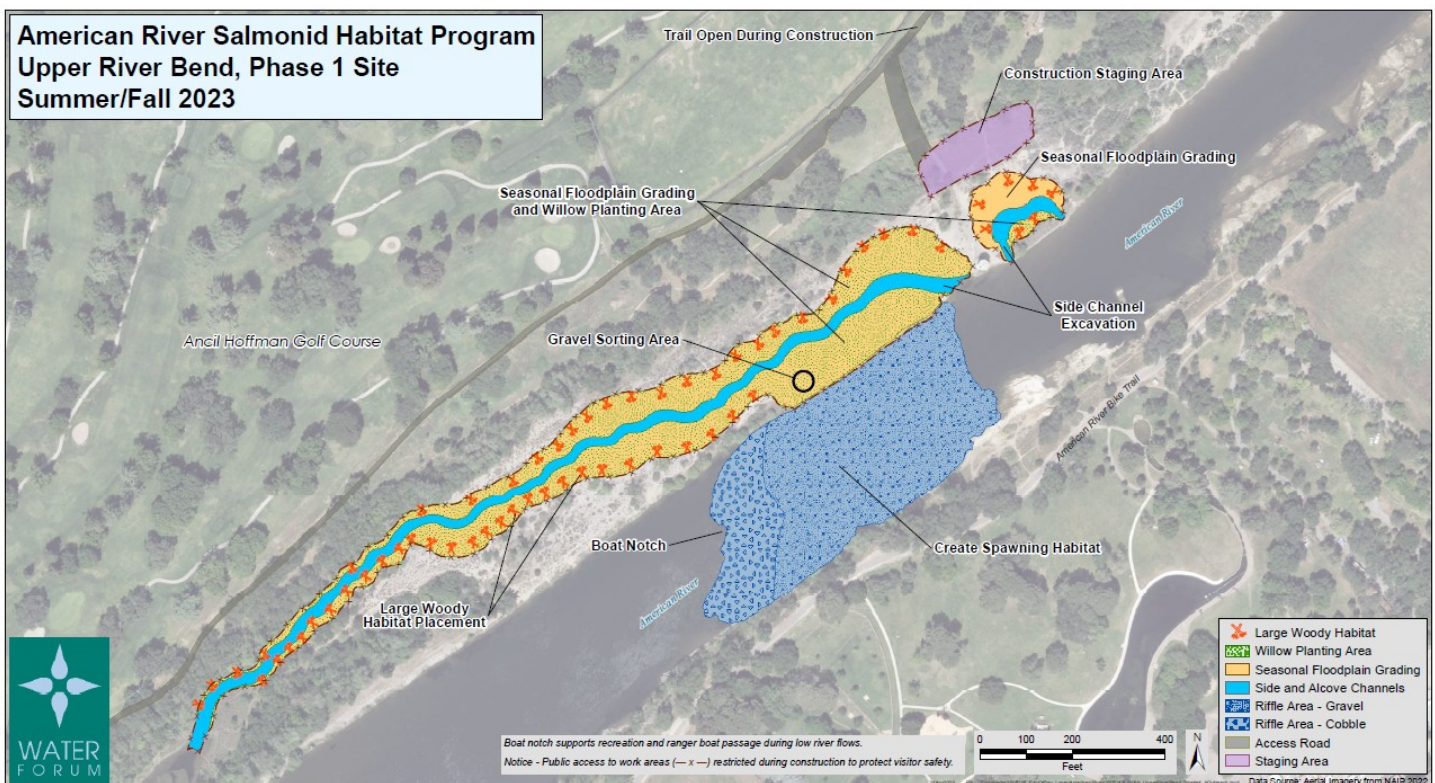 American River Salmonid Habitat Program
Upper River Bend, Phase 1 Site
Summer/Fall 2023
Trail Open During Construction
Construction Staging Area
Seasonal Floodplain Grading
Seasonal Floodplain Grading
and Willow Planting Area
American River
Side Channel
Excavation
Ancil Hoffman Golf Course
Gravel Sorting Area
American River Bike Trail
Boat Notch
Create Spawning Habitat
American River
Large Woody
Habitat Placement
WATER
FORUM
Large Woody Habitat
Willow Planting Area
Seasonal Floodplain Grading
Side and Alcove Channels
Riffle Area - Gravel
Riffle Area - Cobble
Access Road
Staging Area
Boat notch supports recreation and ranger boat passage during low river flows.
Notice - Public access to work areas (— x —) restricted during construction to protect visitor safety.
0 100 200 400
Feet
N
Data Source: Aerial Imagery from NAIP 2022